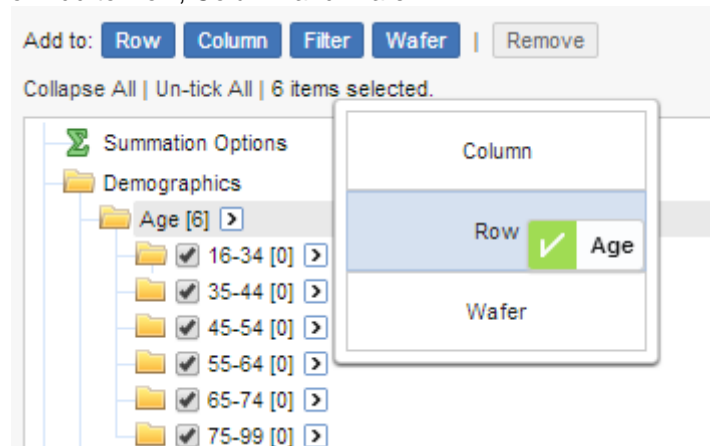 Add to: Row Column Filter Wafer | Remove
Collapse All | Un-tick All | 6 items selected.
Summation Options
Demographics
Age [6]
16-34 [0]
35-44 [0]
45-54 [0]
55-64 [0]
65-74 [0]
75-99 [0]
Column
Row
Age
Wafer